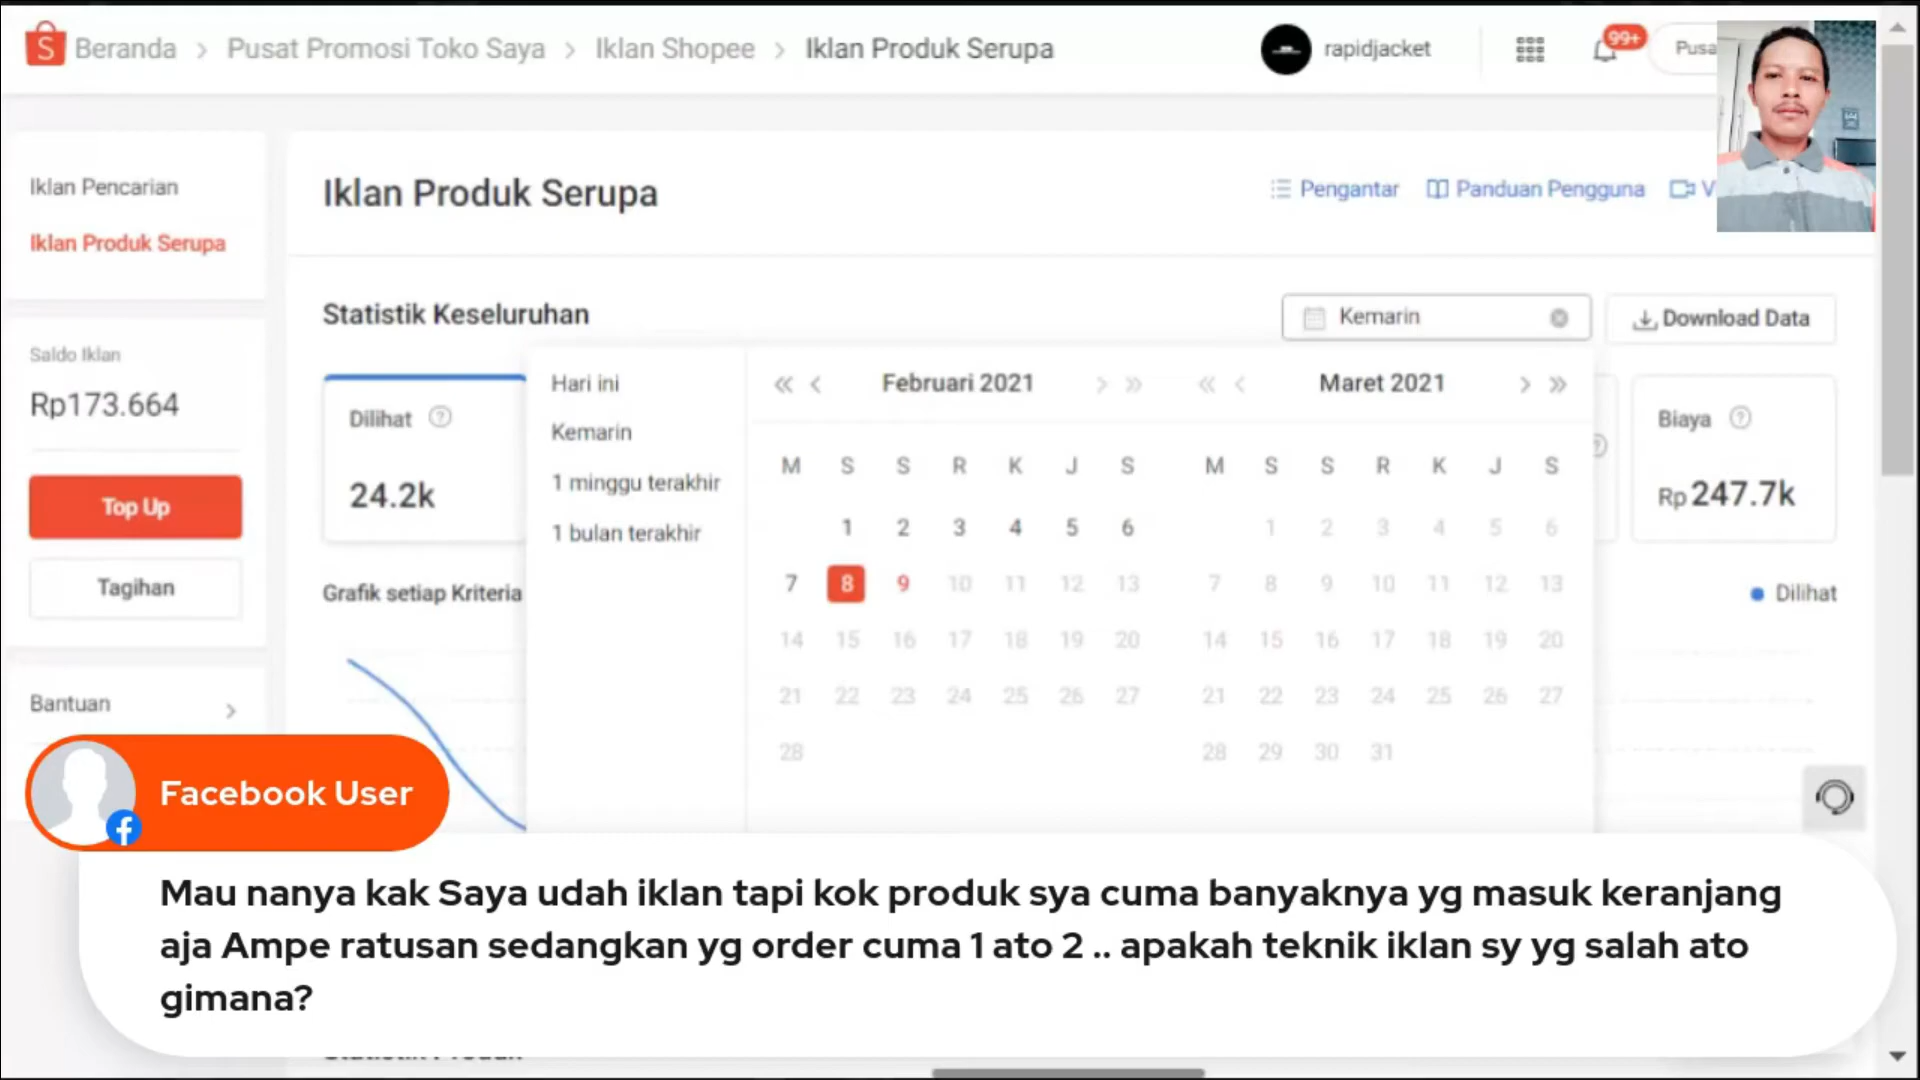 Beranda > Pusat Promosi Toko Saya > Iklan Shopee > Iklan Produk Serupa
rapidjacket
99+
Pusa
Iklan Pencarian
Iklan Produk Serupa
Iklan Produk Serupa
Pengantar
Panduan Pengguna
V
Saldo Iklan
Rp173.664
Top Up
Tagihan
Bantuan
Statistik Keseluruhan
Kemarin
Download Data
Dilihat
24.2k
Hari ini
Kemarin
1 minggu terakhir
1 bulan terakhir
Februari 2021
M S S R K J S
1 2 3 4 5 6
7 8 9 10 11 12 13
14 15 16 17 18 19 20
21 22 23 24 25 26 27
28
Maret 2021
M S S R K J S
1 2 3 4 5 6
7 8 9 10 11 12 13
14 15 16 17 18 19 20
21 22 23 24 25 26 27
28 29 30 31
Biaya
Rp 247.7k
Grafik setiap Kriteria
Dilihat
Facebook User
Mau nanya kak Saya udah iklan tapi kok produk sya cuma banyaknya yg masuk keranjang
aja Ampe ratusan sedangkan yg order cuma 1 ato 2 .. apakah teknik iklan sy yg salah ato
gimana?